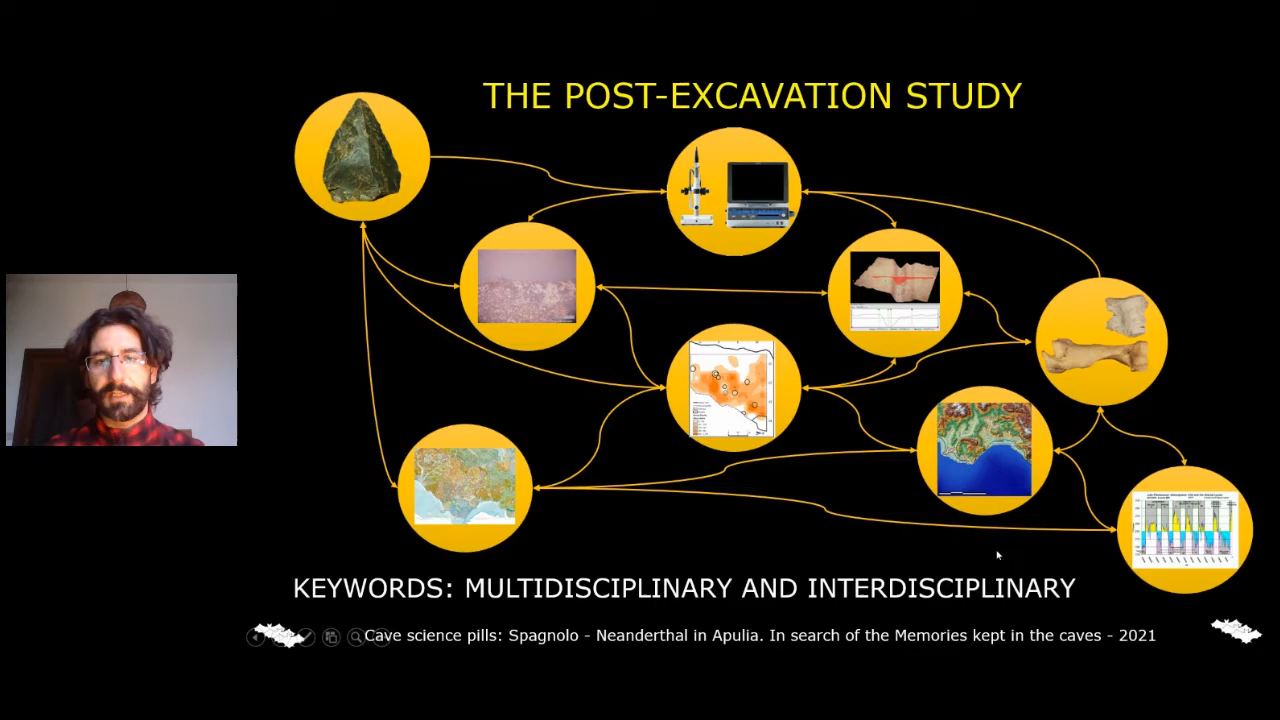 THE POST-EXCAVATION STUDY
KEYWORDS: MULTIDISCIPLINARY AND INTERDISCIPLINARY
Cave science pills: Spagnolo - Neanderthal in Apulia. In search of the Memories kept in the caves - 2021